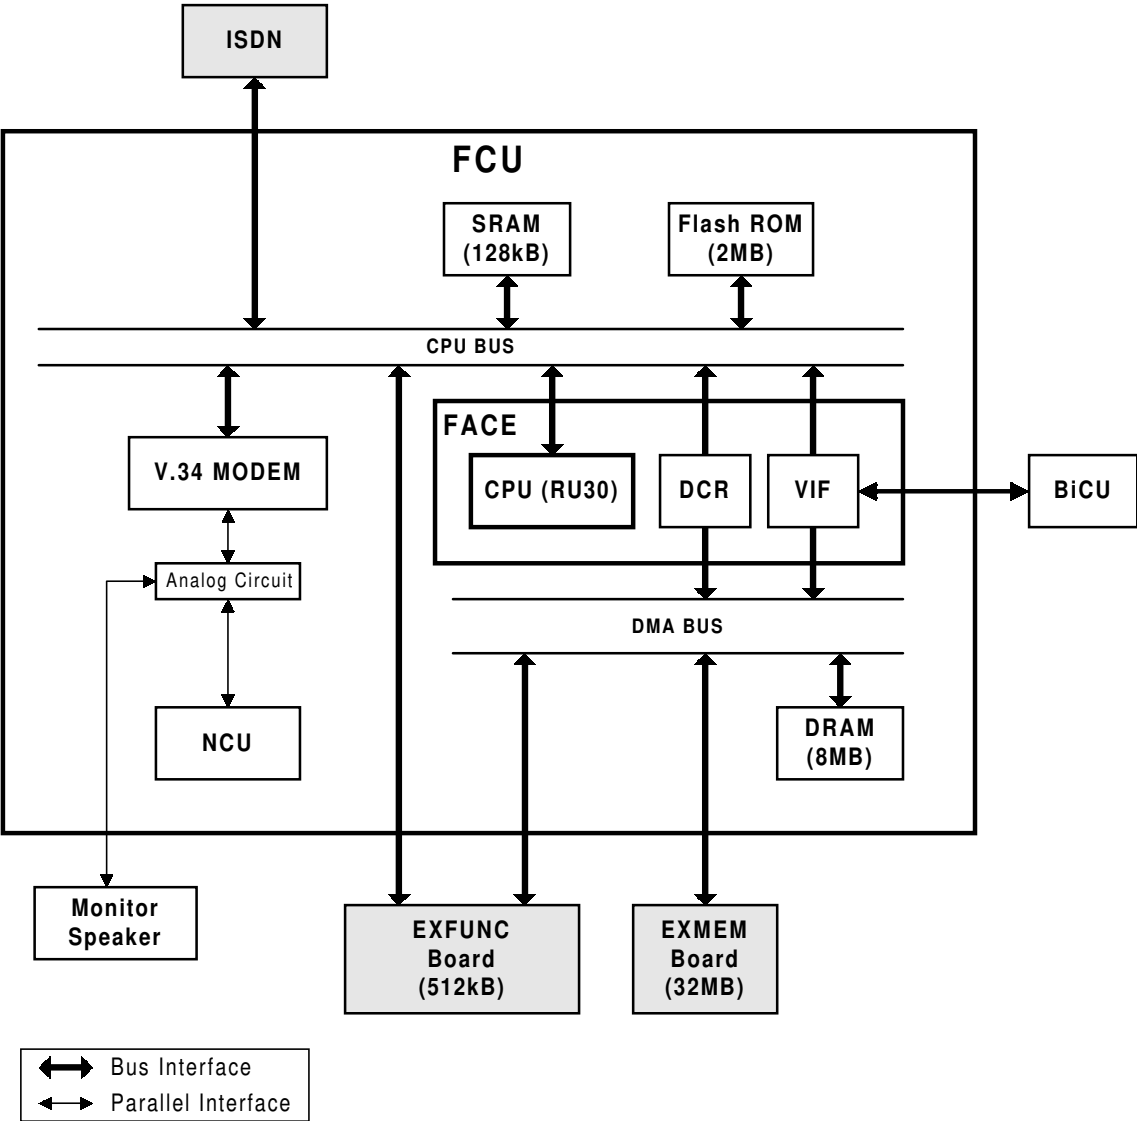 ISDN
FCU
SRAM
(128kB)
Flash ROM
(2MB)
CPU BUS
FACE
V.34 MODEM
CPU (RU30)
DCR
VIF
BiCU
Analog Circuit
DMA BUS
NCU
DRAM
(8MB)
Monitor
Speaker
EXFUNC
Board
(512kB)
EXMEM
Board
(32MB)
Bus Interface
Parallel Interface